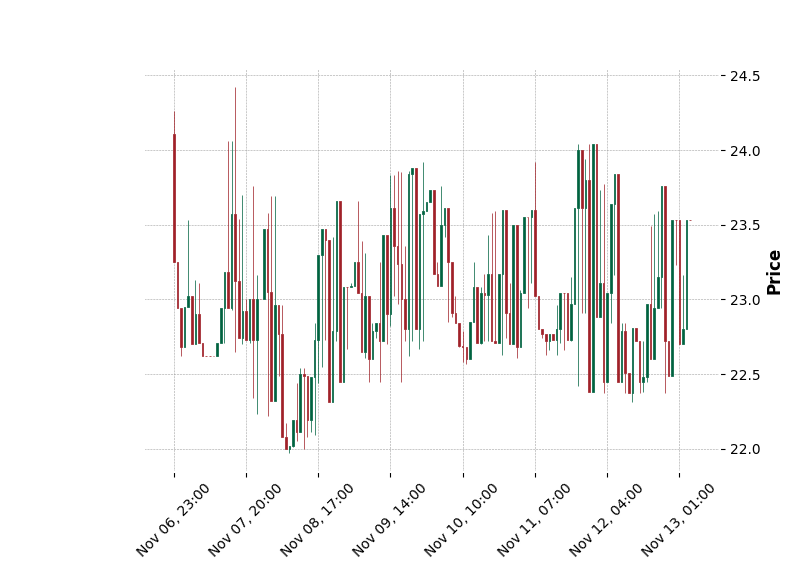 24.5
24.0
23.5
23.0
22.5
22.0
Price
Nov 06, 23:00
Nov 07, 20:00
Nov 08, 17:00
Nov 09, 14:00
Nov 10, 10:00
Nov 11, 07:00
Nov 12, 04:00
Nov 13, 01:00